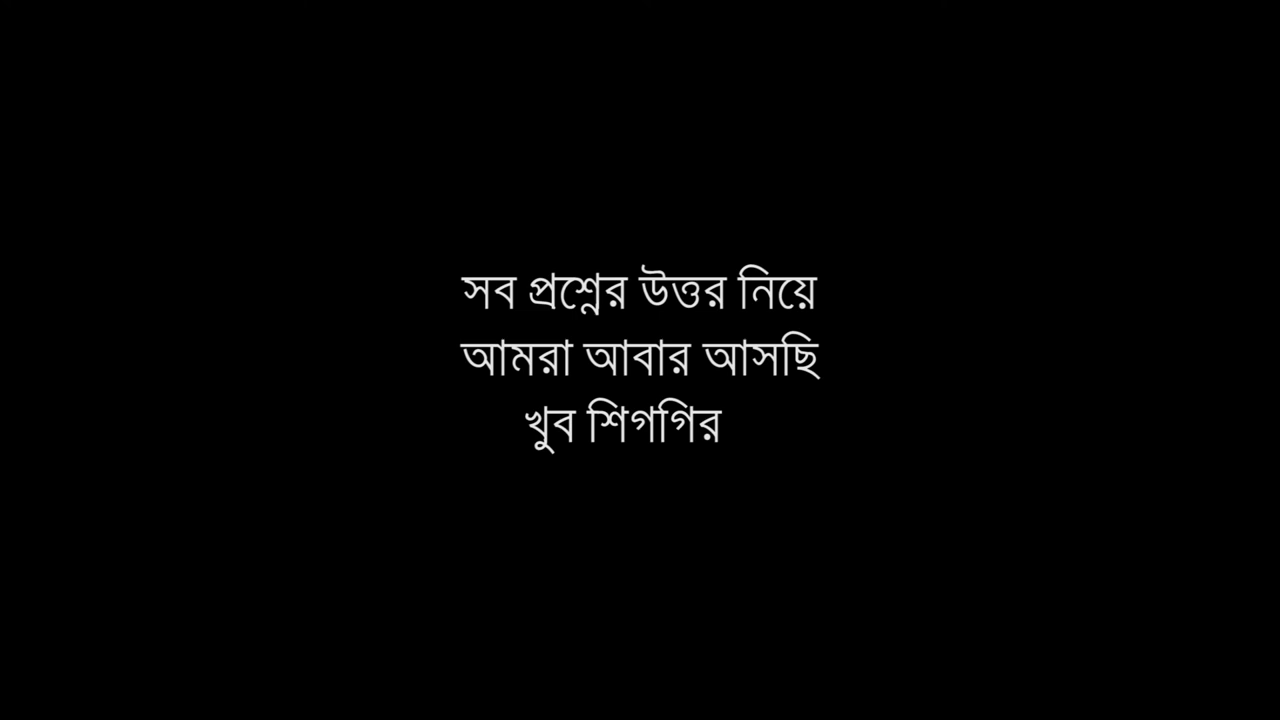 সব প্রশ্নের উত্তর নিয়ে
আমরা আবার আসছি
খুব শিগগির